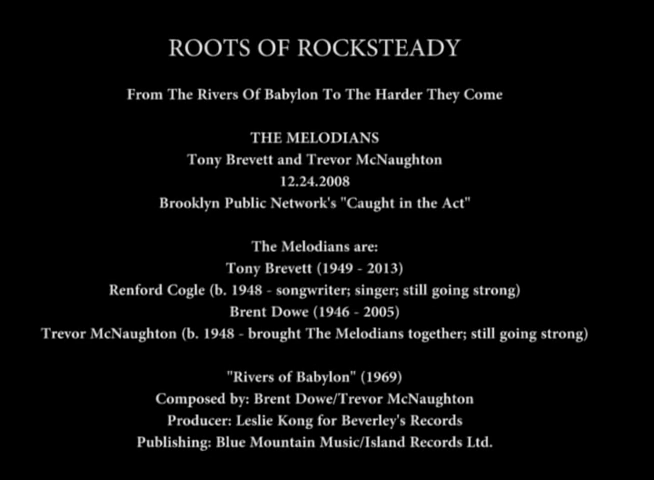 ROOTS OF ROCKSTEADY
From The Rivers Of Babylon To The Harder They Come
THE MELODIANS
Tony Brevett and Trevor McNaughton
12.24.2008
Brooklyn Public Network's "Caught in the Act"
The Melodians are:
Tony Brevett (1949 - 2013)
Renford Cogle (b. 1948 - songwriter; singer; still going strong)
Brent Dowe (1946 - 2005)
Trevor McNaughton (b. 1948 - brought The Melodians together; still going strong)
"Rivers of Babylon" (1969)
Composed by: Brent Dowe/Trevor McNaughton
Producer: Leslie Kong for Beverley's Records
Publishing: Blue Mountain Music/Island Records Ltd.